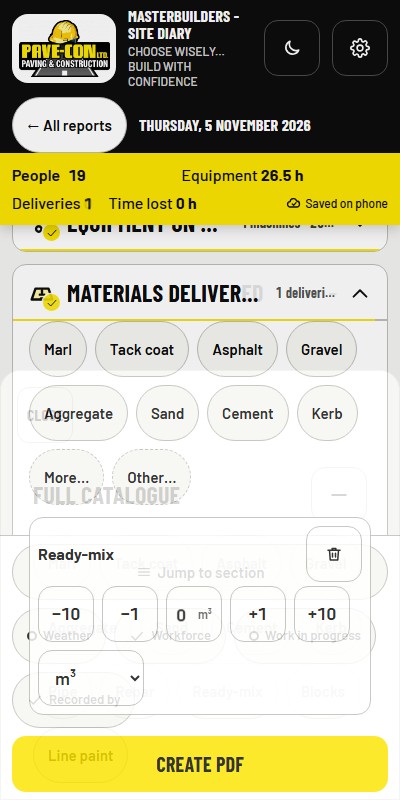 PAVE-CON LTD.
PAVING & CONSTRUCTION
MASTERBUILDERS - SITE DIARY
CHOOSE WISELY... BUILD WITH CONFIDENCE
← All reports
THURSDAY, 5 NOVEMBER 2026
People 19
Equipment 26.5 h
Deliveries 1
Time lost 0 h
Saved on phone
EQUIPMENT ON ...
MATERIALS DELIVER...
1 deliveri...
Marl
Tack coat
Asphalt
Gravel
Aggregate
Sand
Cement
Kerb
More...
Other...
FULL CATALOGUE
Ready-mix
Jump to section
−10
−1
0 m³
+1
+10
Weather
Workforce
Work in progress
m³
Recorded by
Ready-mix
Blocks
Line paint
CREATE PDF